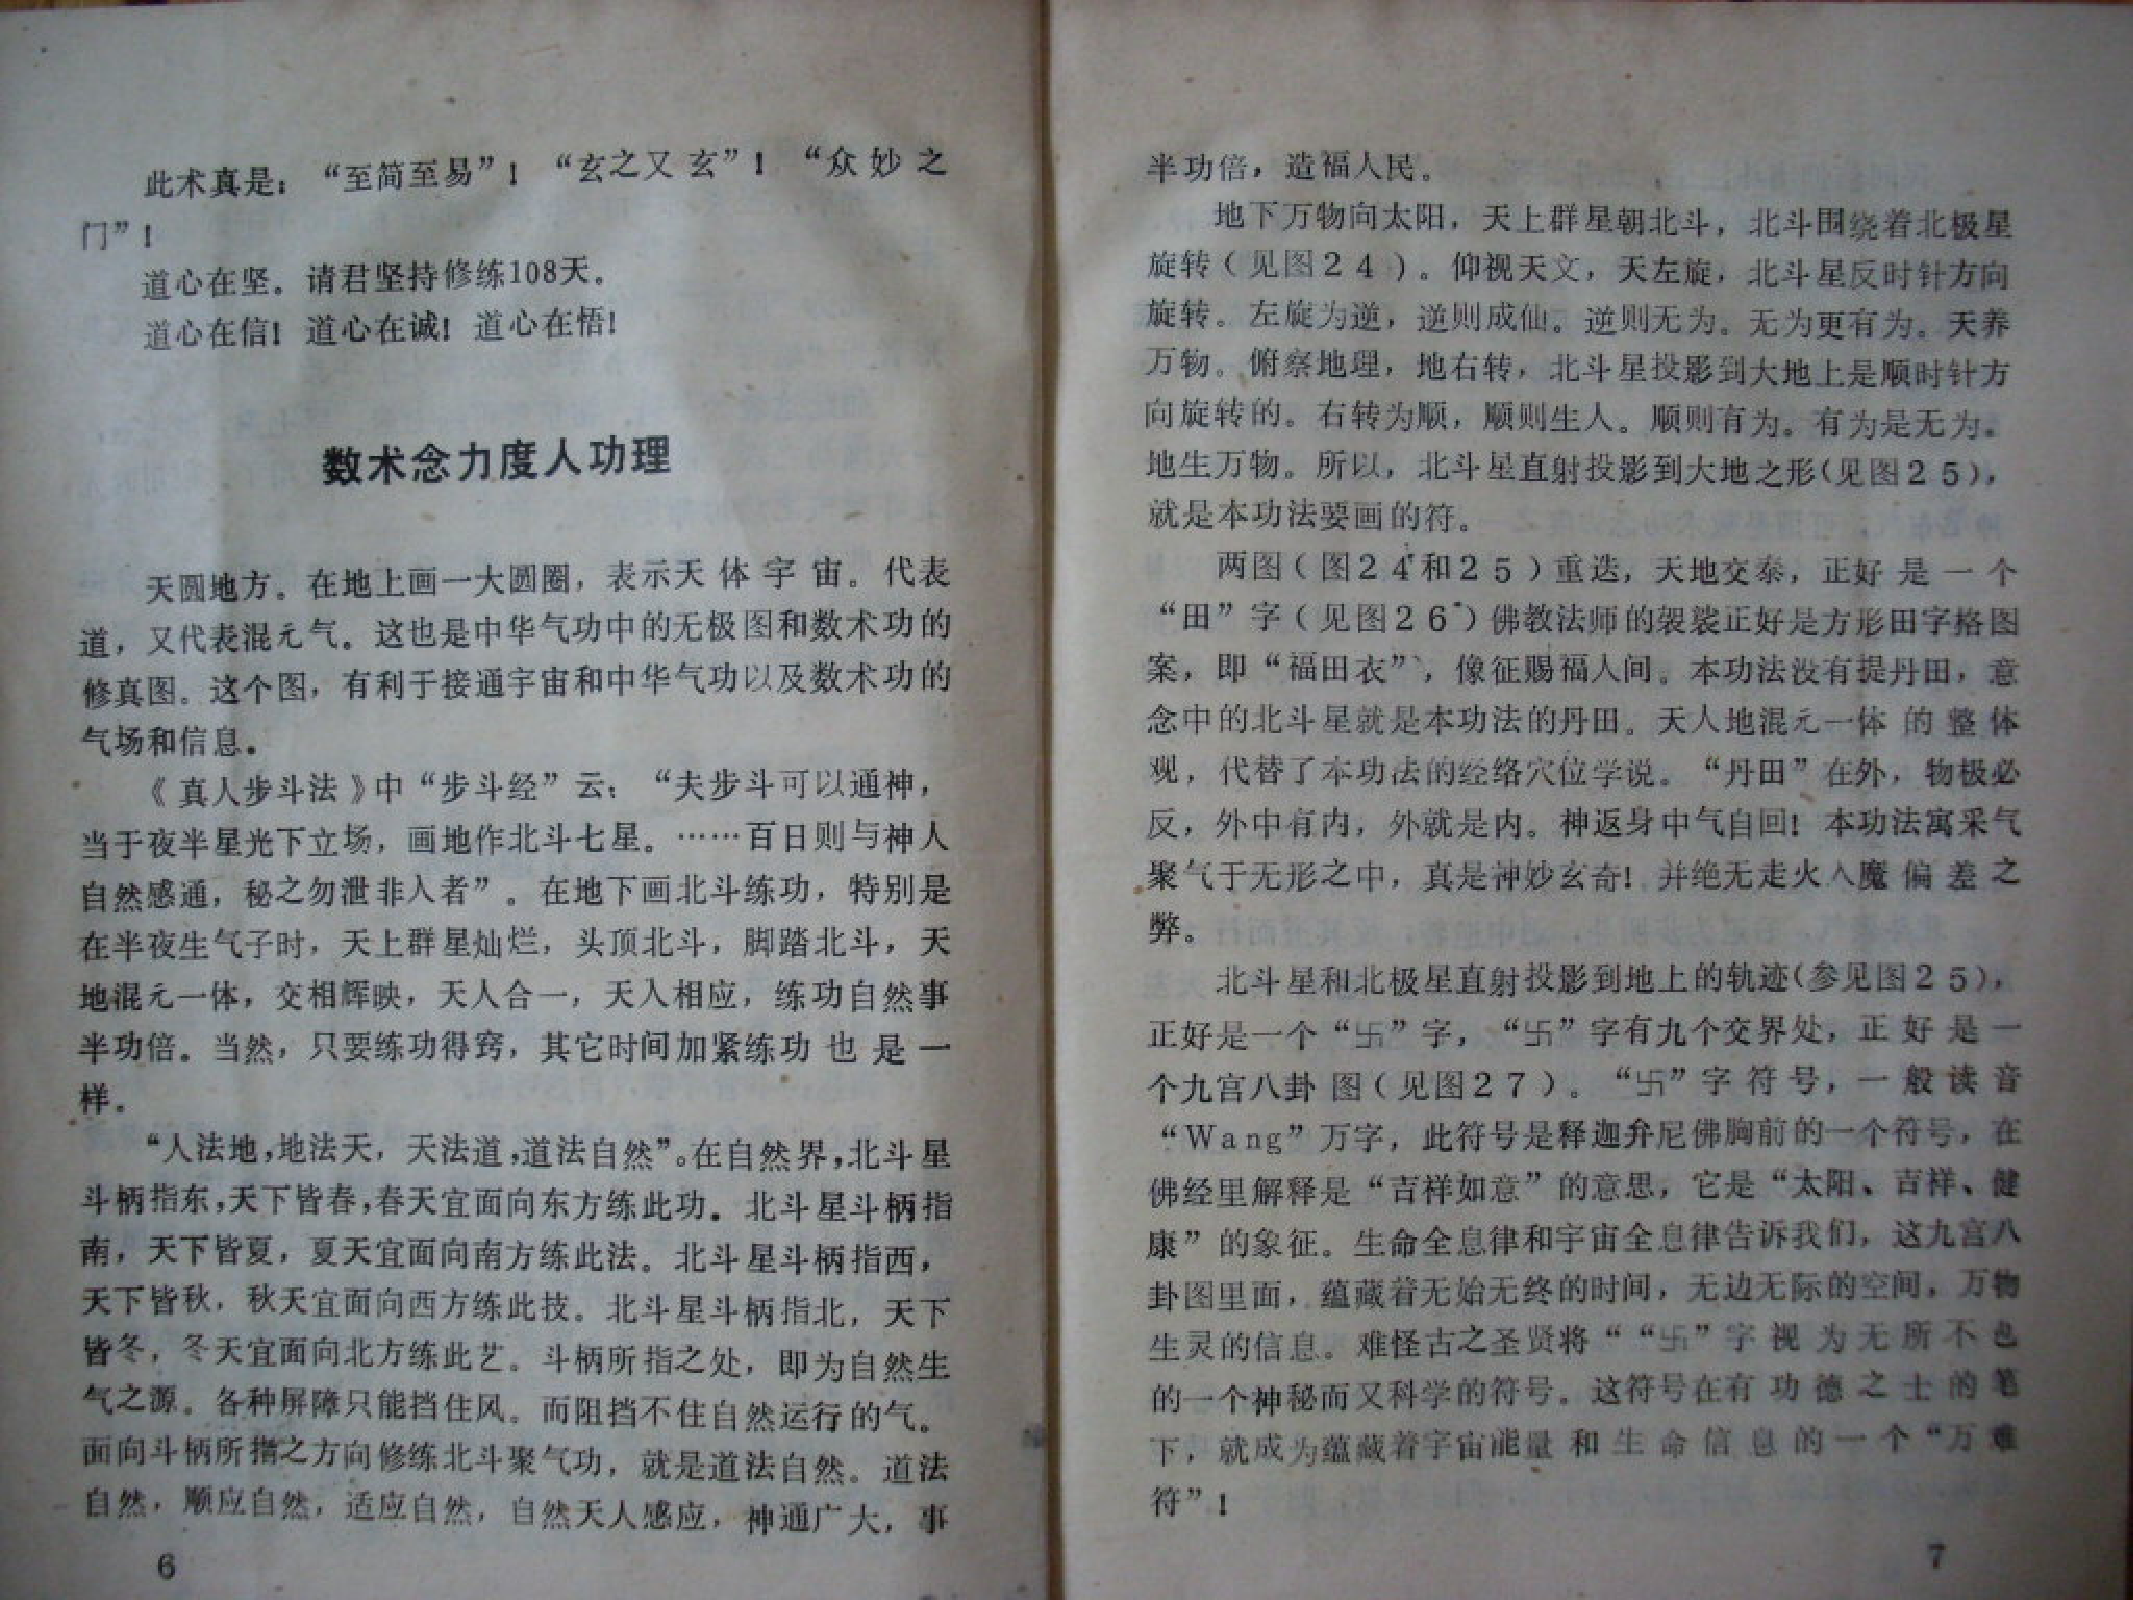 此术真是：“至简至易”！“玄之又玄”！“众妙之
门”！
道心在坚。请君坚持修练108天。
道心在信！道心在诚！道心在悟！
数术念力度人功理
天圆地方。在地上画一大圆圈，表示天体宇宙。代表
道，又代表混元气。这也是中华气功中的无极图和数术功的
修真图。这个图，有利于接通宇宙和中华气功以及数术功的
气场和信息。
《真人步斗法》中“步斗经”云：“夫步斗可以通神，
当于夜半星光下立场，画地作北斗七星。……百日则与神人
自然感通，秘之勿泄非人者”。在地下画北斗练功，特别是
在半夜生气子时，天上群星灿烂，头顶北斗，脚踏北斗，天
地混元一体，交相辉映，天人合一，天入相应，练功自然事
半功倍。当然，只要练功得窍，其它时间加紧练功也是一
样。
“人法地，地法天，天法道，道法自然”。在自然界，北斗星
斗柄指东，天下皆春，春天宜面向东方练此功。北斗星斗柄指
南，天下皆夏，夏天宜面向南方练此法。北斗星斗柄指西，
天下皆秋，秋天宜面向西方练此技。北斗星斗柄指北，天下
皆冬，冬天宜面向北方练此艺。斗柄所指之处，即为自然生
气之源。各种屏障只能挡住风。而阻挡不住自然运行的气。
面向斗柄所指之方向修练北斗聚气功，就是道法自然。道法
自然，顺应自然，适应自然，自然天人感应，神通广大，事
6
半功倍，造福人民。
地下万物向太阳，天上群星朝北斗，北斗围绕着北极星
旋转（见图24）。仰视天文，天左旋，北斗星反时针方向
旋转。左旋为逆，逆则成仙。逆则无为。无为更有为。天养
万物。俯察地理，地右转，北斗星投影到大地上是顺时针方
向旋转的。右转为顺，顺则生人。顺则有为。有为是无为。
地生万物。所以，北斗星直射投影到大地之形（见图25），
就是本功法要画的符。
两图（图24和25）重迭，天地交泰，正好是一个
“田”字（见图26）佛教法师的袈裟正好是方形田字格图
案，即“福田衣”，像征赐福人间。本功法没有提丹田，意
念中的北斗星就是本功法的丹田。天人地混元一体的整体
观，代替了本功法的经络穴位学说。“丹田”在外，物极必
反，外中有内，外就是内。神返身中气自回！本功法寓采气
聚气于无形之中，真是神妙玄奇！并绝无走火入魔偏差之
弊。
北斗星和北极星直射投影到地上的轨迹（参见图25），
正好是一个“卐”字，“卐”字有九个交界处，正好是一
个九宫八卦图（见图27）。“卐”字符号，一般读音
“Wang”万字，此符号是释迦弁尼佛胸前的一个符号，在
佛经里解释是“吉祥如意”的意思，它是“太阳、吉祥、健
康”的象征。生命全息律和宇宙全息律告诉我们，这九宫八
卦图里面，蕴藏着无始无终的时间，无边无际的空间，万物
生灵的信息。难怪古之圣贤将““卐”字视为无所不包
的一个神秘而又科学的符号。这符号在有功德之士的笔
下，就成为蕴藏着宇宙能量和生命信息的一个“万难
符”！
7